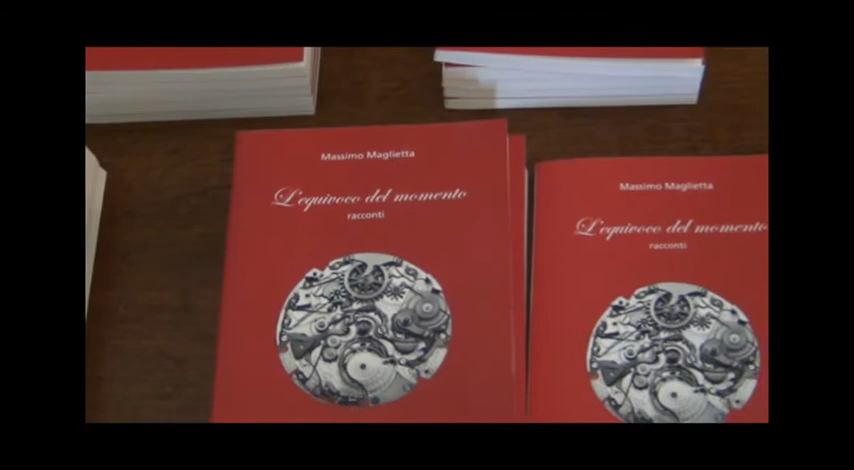 Massimo Maglietta
L'equivoco del momento
racconti
Massimo Maglietta
L'equivoco del momento
racconti